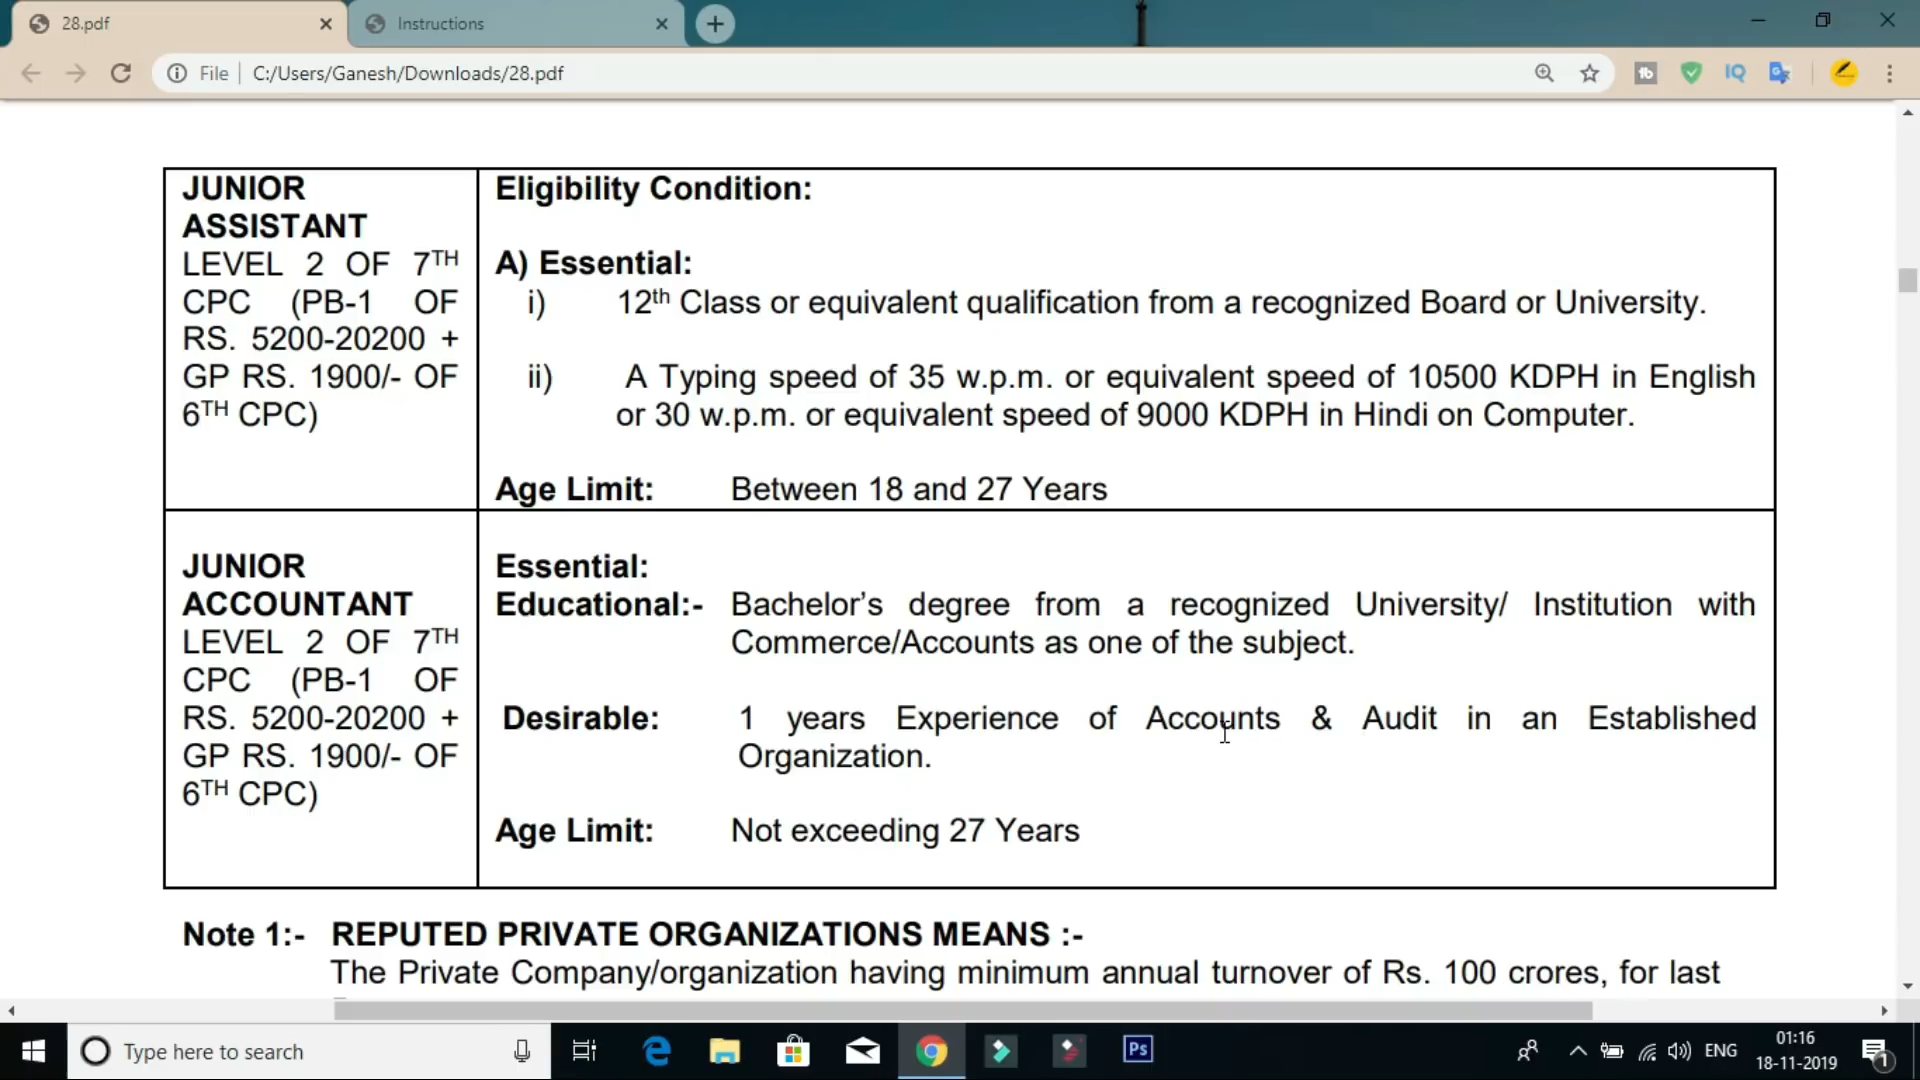 28.pdf
Instructions
File
C:/Users/Ganesh/Downloads/28.pdf
JUNIOR
ASSISTANT
LEVEL 2 OF 7TH
CPC (PB-1 OF
RS. 5200-20200 +
GP RS. 1900/- OF
6TH CPC)
Eligibility Condition:
A) Essential:
i) 12th Class or equivalent qualification from a recognized Board or University.
ii) A Typing speed of 35 w.p.m. or equivalent speed of 10500 KDPH in English
or 30 w.p.m. or equivalent speed of 9000 KDPH in Hindi on Computer.
Age Limit: Between 18 and 27 Years
JUNIOR
ACCOUNTANT
LEVEL 2 OF 7TH
CPC (PB-1 OF
RS. 5200-20200 +
GP RS. 1900/- OF
6TH CPC)
Essential:
Educational:- Bachelor's degree from a recognized University/ Institution with
Commerce/Accounts as one of the subject.
Desirable: 1 years Experience of Accounts & Audit in an Established
Organization.
Age Limit: Not exceeding 27 Years
Note 1:- REPUTED PRIVATE ORGANIZATIONS MEANS :-
The Private Company/organization having minimum annual turnover of Rs. 100 crores, for last
Type here to search
Ps
ENG
01:16
18-11-2019
1
tb
IQ